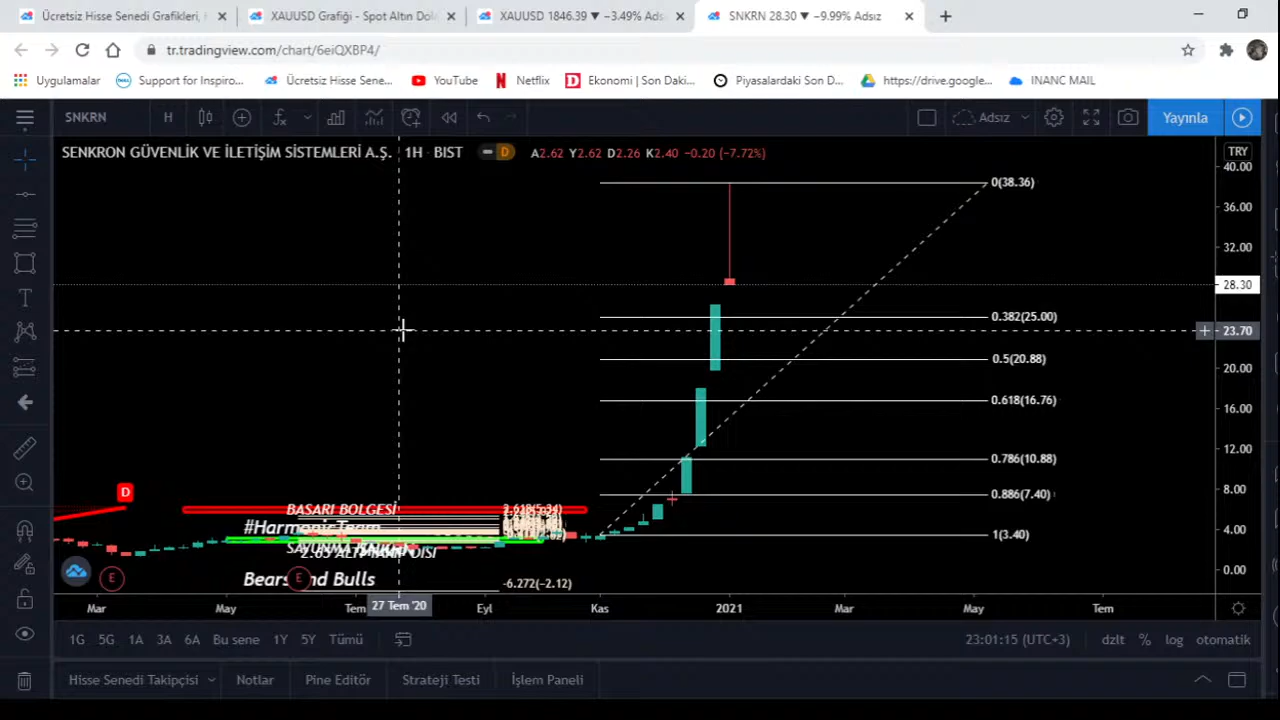 Ücretsiz Hisse Senedi Grafikleri, H
XAUUSD Grafiği - Spot Altın Dola
XAUUSD 1846.39 ▼ −3.49% Adsı
SNKRN 28.30 ▼ −9.99% Adsız
tr.tradingview.com/chart/6eiQXBP4/
Uygulamalar
Support for Inspiro...
Ücretsiz Hisse Sene...
YouTube
Netflix
Ekonomi | Son Daki...
Piyasalardaki Son D...
https://drive.google...
INANC MAIL
SNKRN
H
Adsız
Yayınla
SENKRON GÜVENLİK VE İLETİŞİM SİSTEMLERİ A.Ş. 1H BIST D A2.62 Y2.62 D2.26 K2.40 −0.20 (−7.72%)
TRY
40.00
0(38.36)
36.00
32.00
28.30
0.382(25.00)
23.70
0.5(20.88)
20.00
0.618(16.76)
16.00
12.00
0.786(10.88)
8.00
0.886(7.40)
D
BASARI BOLGESİ
#HarmonicTeam
4.00
1(3.40)
E
E
Bears and Bulls
-6.272(−2.12)
0.00
Mar
May
Tem
27 Tem '20
Eyl
Kas
2021
Mar
May
Tem
1G 5G 1A 3A 6A Bu sene 1Y 5Y Tümü
23:01:15 (UTC+3)
dzlt % log otomatik
Hisse Senedi Takipçisi
Notlar
Pine Editör
Strateji Testi
İşlem Paneli